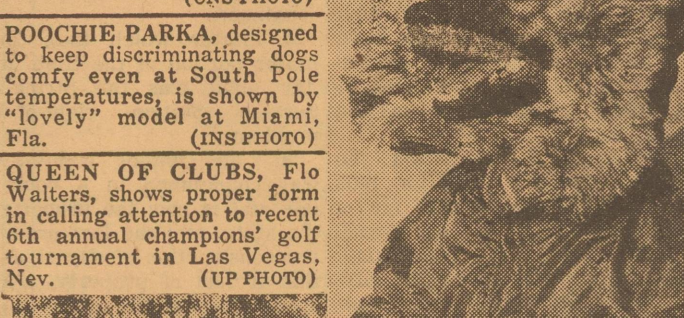 (INS PHOTO)
POOCHIE PARKA, designed
to keep discriminating dogs
comfy even at South Pole
temperatures, is shown by
"lovely" model at Miami,
Fla. (INS PHOTO)
QUEEN OF CLUBS, Flo
Walters, shows proper form
in calling attention to recent
6th annual champions' golf
tournament in Las Vegas,
Nev. (UP PHOTO)